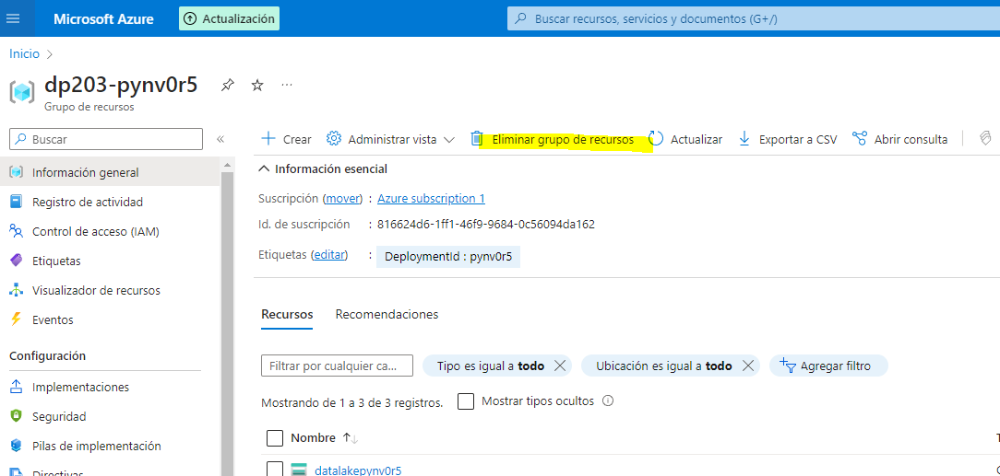 Microsoft Azure
Actualización
Buscar recursos, servicios y documentos (G+/)
Inicio
dp203-pynv0r5
Grupo de recursos
Buscar
Crear
Administrar vista
Eliminar grupo de recursos
Actualizar
Exportar a CSV
Abrir consulta
Información general
Registro de actividad
Control de acceso (IAM)
Etiquetas
Visualizador de recursos
Eventos
Configuración
Implementaciones
Seguridad
Pilas de implementación
Directivas
Información esencial
Suscripción (mover) : Azure subscription 1
Id. de suscripción : 816624d6-1ff1-46f9-9684-0c56094da162
Etiquetas (editar) : DeploymentId : pynv0r5
Recursos Recomendaciones
Filtrar por cualquier ca... Tipo es igual a todo Ubicación es igual a todo Agregar filtro
Mostrando de 1 a 3 de 3 registros. Mostrar tipos ocultos
Nombre
datalakepynv0r5